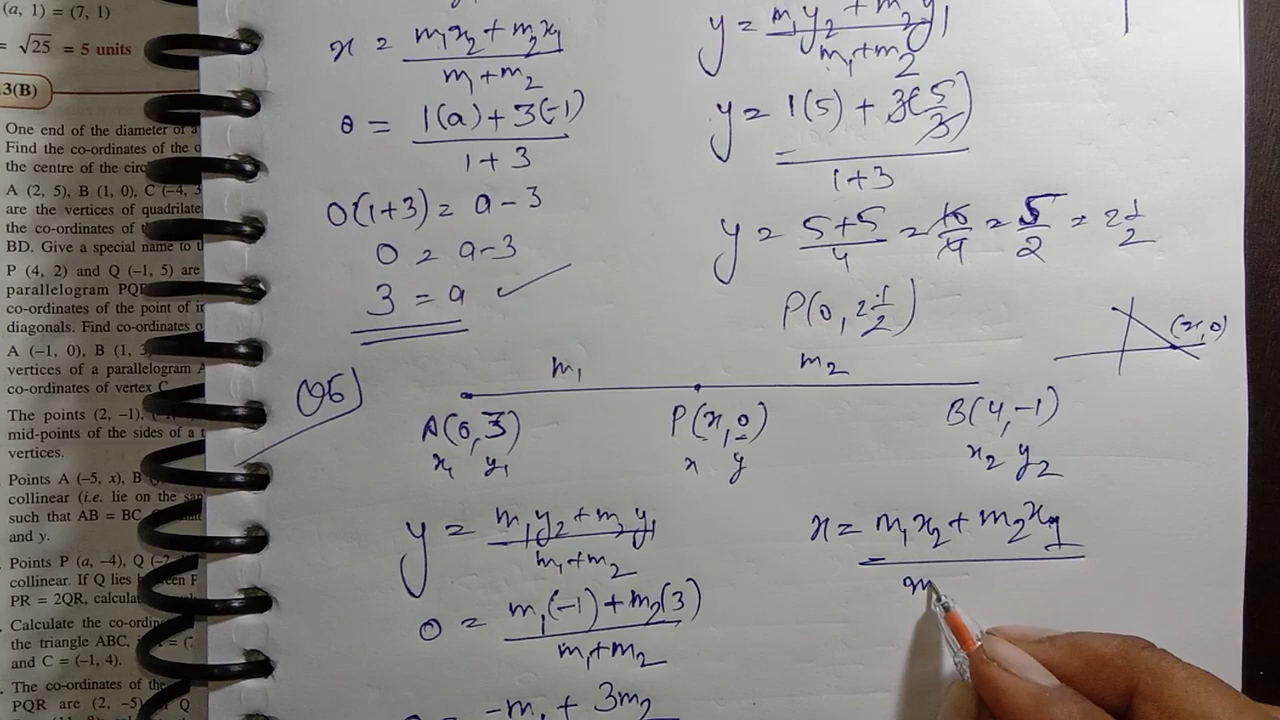 (a, 1) = (7, 1)
= √25 = 5 units
3(B)
One end of the diameter of a
Find the co-ordinates of the
the centre of the circ
A (2, 5), B (1, 0), C (−4, 3
are the vertices of quadrilate
the co-ordinates of
BD. Give a special name to
P (4, 2) and Q (−1, 5) are
parallelogram PQR
co-ordinates of the point of in
diagonals. Find co-ordinates o
A (−1, 0), B (1, 3
vertices of a parallelogram A
co-ordinates of vertex C.
The points (2, −1),
mid-points of the sides of a t
vertices.
Points A (−5, x), B
collinear (i.e. lie on the
such that AB = BC.
and y.
Points P (a, −4), Q (−2
collinear. If Q lies between P
PR = 2QR, calculat
Calculate the co-ordin
the triangle ABC,
and C = (−1, 4).
The co-ordinates of the
PQR are (2, −5) Q
x = m₁x₂ + m₂x₁ / m₁ + m₂
0 = 1(a) + 3(-1) / 1 + 3
0(1+3) = a - 3
0 = a - 3
3 = a ✓
y = m₁y₂ + m₂y₁ / m₁ + m₂
y = 1(5) + 3(5/3) / 1+3
y = 5+5 / 4 = 10/4 = 5/2 = 2 1/2
P(0, 2 1/2)
(x, 0)
Q6)
m₁ m₂
A(0, 3) P(x, 0) B(4, -1)
x₁ y₁ x y x₂ y₂
y = m₁y₂ + m₂y₁ / m₁+m₂
0 = m₁(-1) + m₂(3) / m₁+m₂
-m₁ + 3m₂
x = m₁x₂ + m₂x₁
m